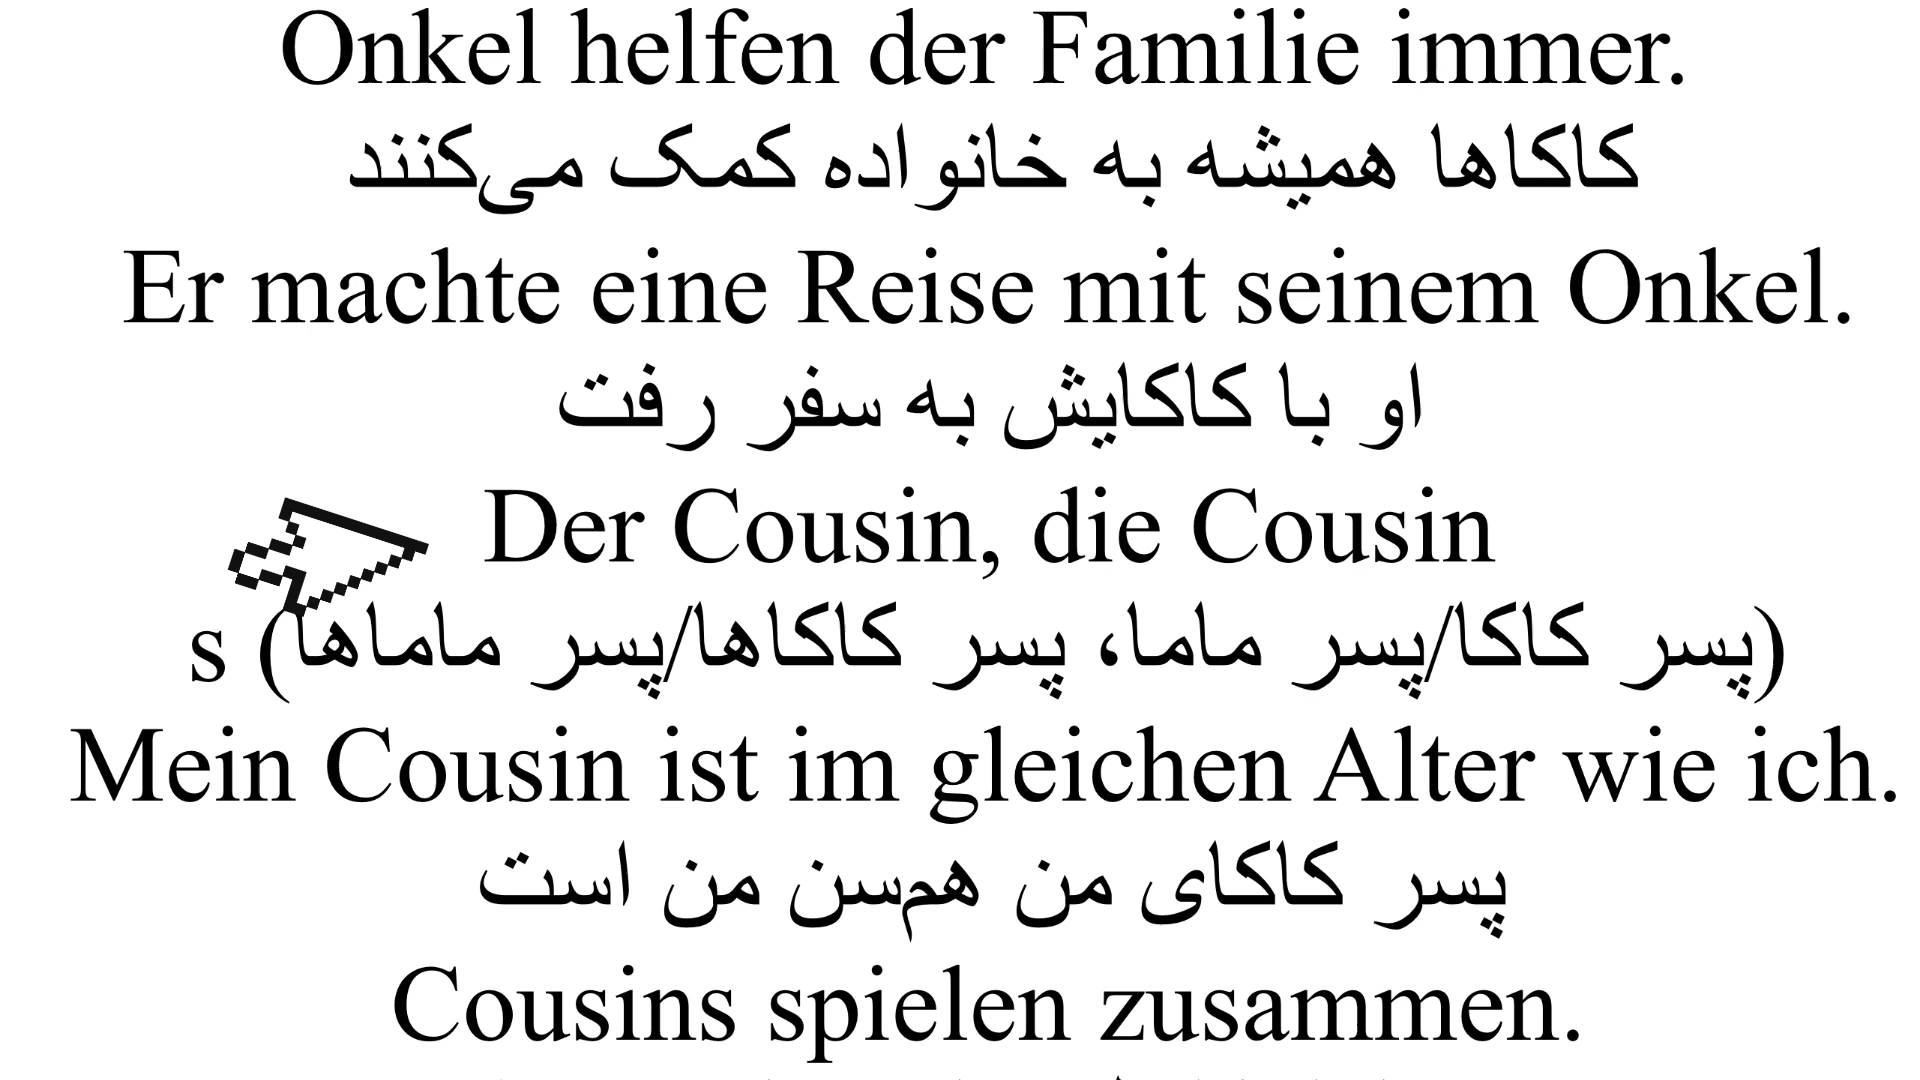 Onkel helfen der Familie immer.
کاکاها همیشه به خانواده کمک می‌کنند
Er machte eine Reise mit seinem Onkel.
او با کاکایش به سفر رفت
Der Cousin, die Cousin
s (پسر کاکا/پسر ماما، پسر کاکاها/پسر ماماها)
Mein Cousin ist im gleichen Alter wie ich.
پسر کاکای من هم‌سن من است
Cousins spielen zusammen.